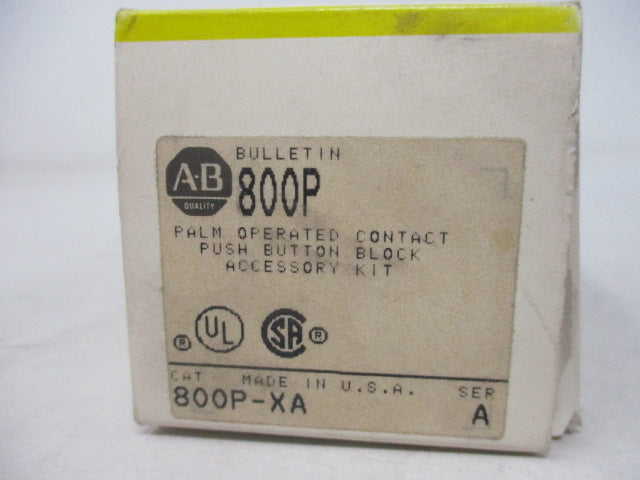 BULLETIN
A-B
QUALITY
800P
PALM OPERATED CONTACT
PUSH BUTTON BLOCK
ACCESSORY KIT
® UL SA ®
CAT MADE IN U.S.A. SER
800P-XA A